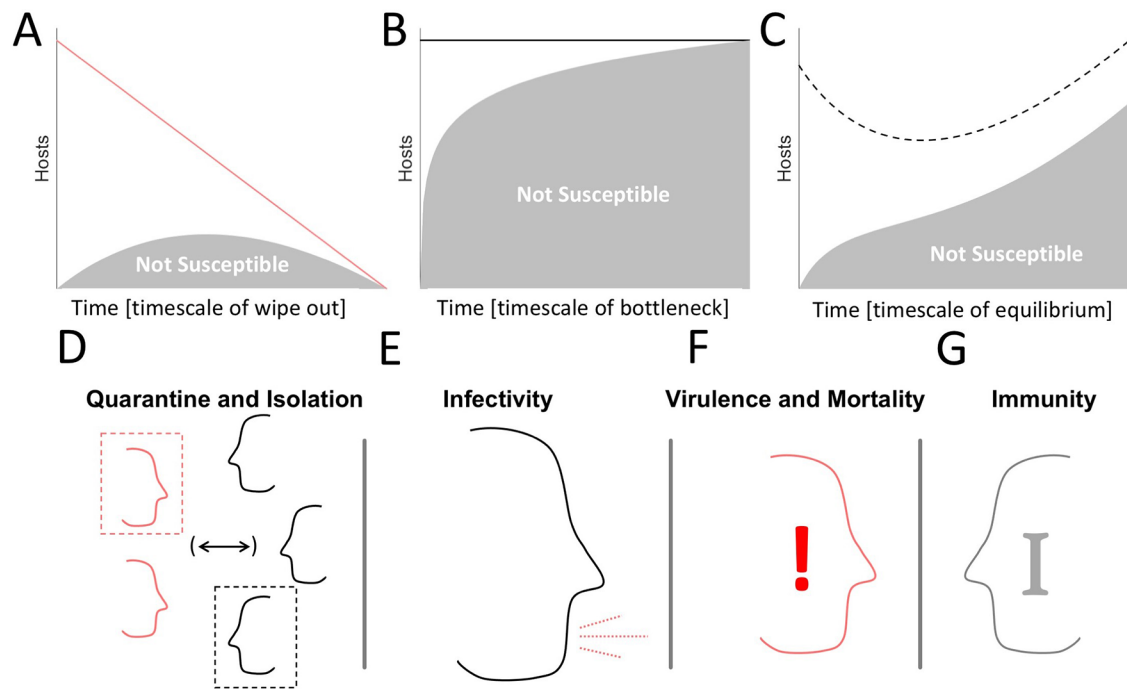 A
B
C
Hosts
Not Susceptible
Time [timescale of wipe out]
Hosts
Not Susceptible
Time [timescale of bottleneck]
Hosts
Not Susceptible
Time [timescale of equilibrium]
D
E
F
G
Quarantine and Isolation
Infectivity
Virulence and Mortality
Immunity
!
I